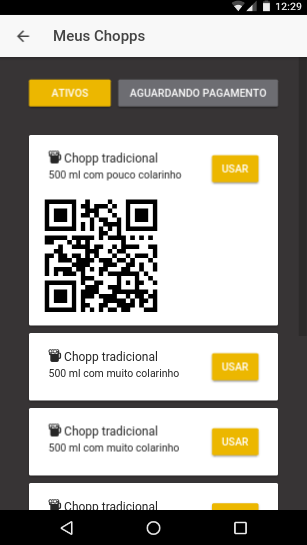 12:29
Meus Chopps
ATIVOS
AGUARDANDO PAGAMENTO
Chopp tradicional
500 ml com pouco colarinho
USAR
Chopp tradicional
500 ml com muito colarinho
USAR
Chopp tradicional
500 ml com muito colarinho
USAR
Chopp tradicional